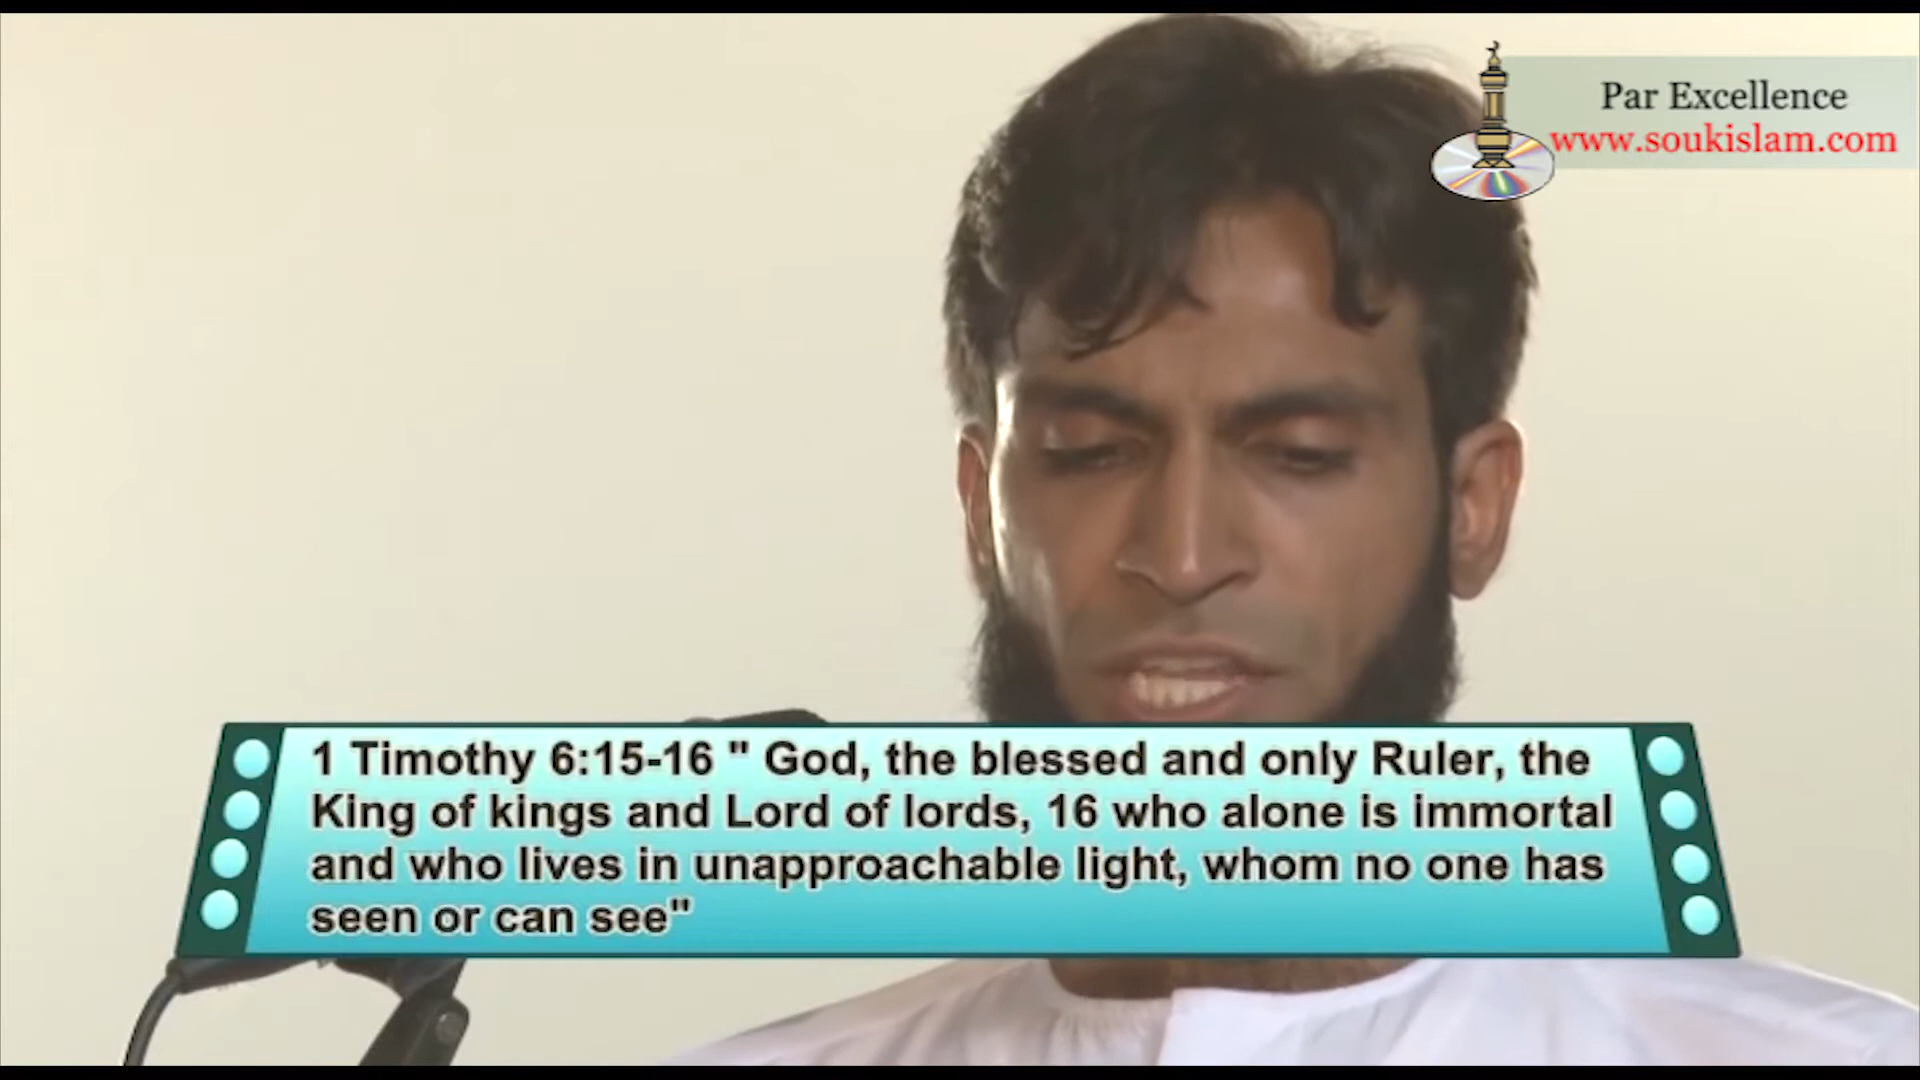 Par Excellence
www.soukislam.com
1 Timothy 6:15-16 " God, the blessed and only Ruler, the
King of kings and Lord of lords, 16 who alone is immortal
and who lives in unapproachable light, whom no one has
seen or can see"